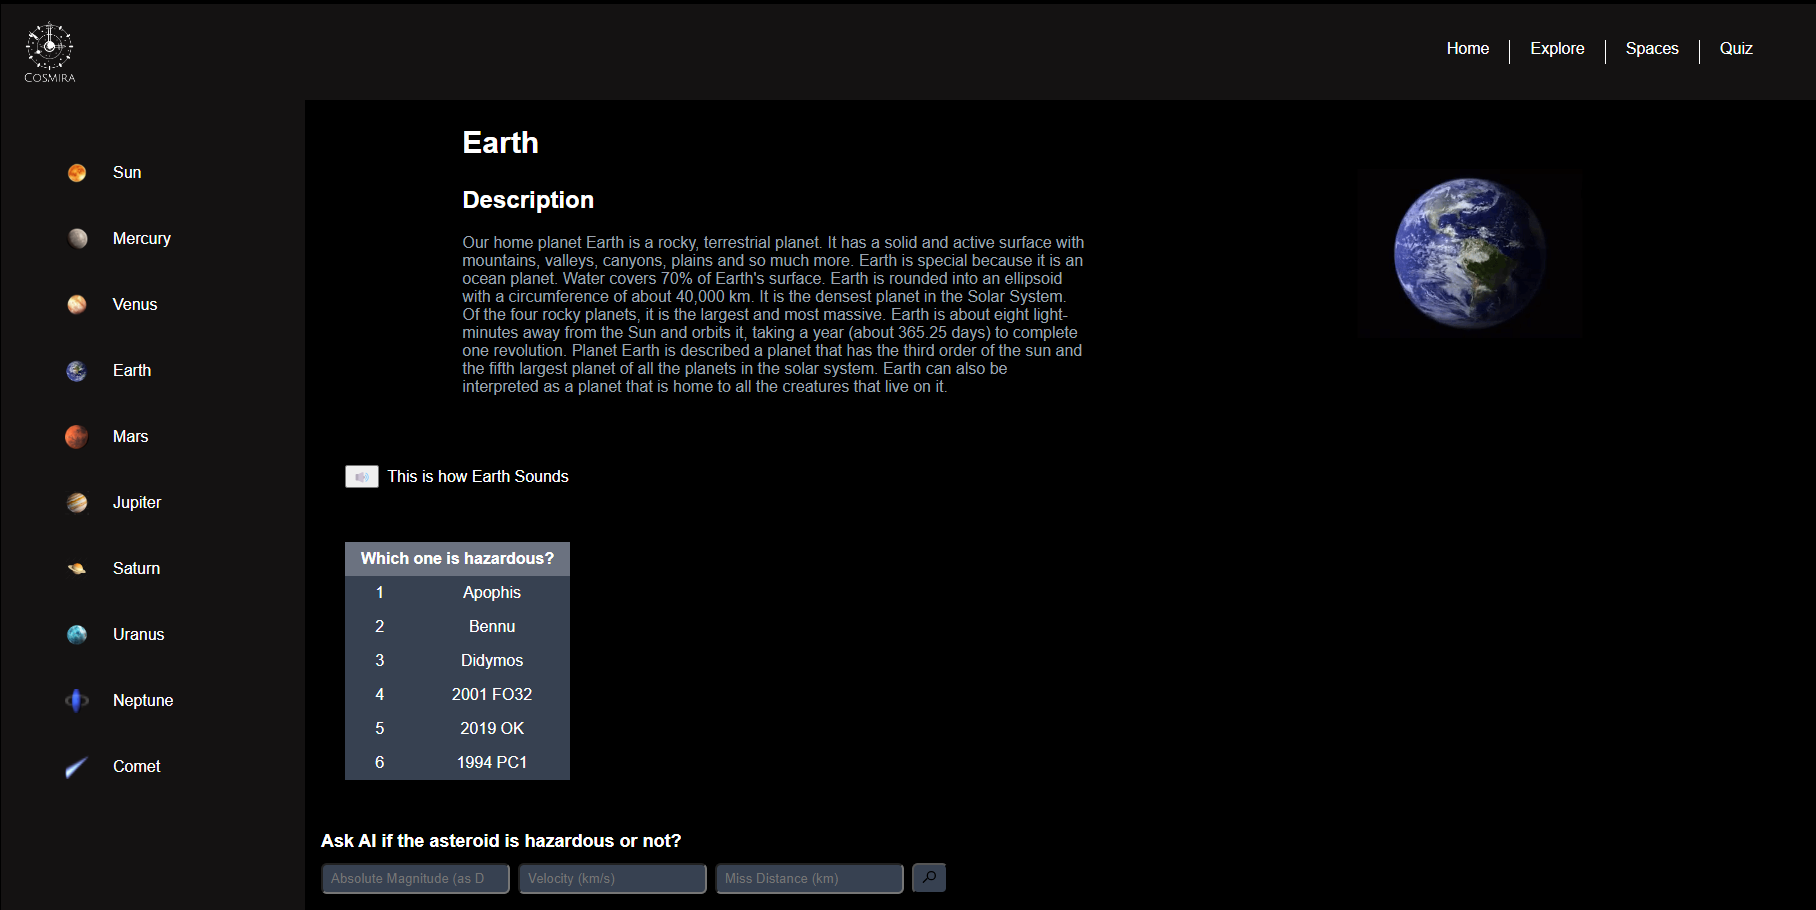 COSMIRA
Home
Explore
Spaces
Quiz
Sun
Mercury
Venus
Earth
Mars
Jupiter
Saturn
Uranus
Neptune
Comet
Earth
Description
Our home planet Earth is a rocky, terrestrial planet. It has a solid and active surface with
mountains, valleys, canyons, plains and so much more. Earth is special because it is an
ocean planet. Water covers 70% of Earth's surface. Earth is rounded into an ellipsoid
with a circumference of about 40,000 km. It is the densest planet in the Solar System.
Of the four rocky planets, it is the largest and most massive. Earth is about eight light-
minutes away from the Sun and orbits it, taking a year (about 365.25 days) to complete
one revolution. Planet Earth is described a planet that has the third order of the sun and
the fifth largest planet of all the planets in the solar system. Earth can also be
interpreted as a planet that is home to all the creatures that live on it.
This is how Earth Sounds
Which one is hazardous?
1 Apophis
2 Bennu
3 Didymos
4 2001 FO32
5 2019 OK
6 1994 PC1
Ask AI if the asteroid is hazardous or not?
Absolute Magnitude (as D
Velocity (km/s)
Miss Distance (km)